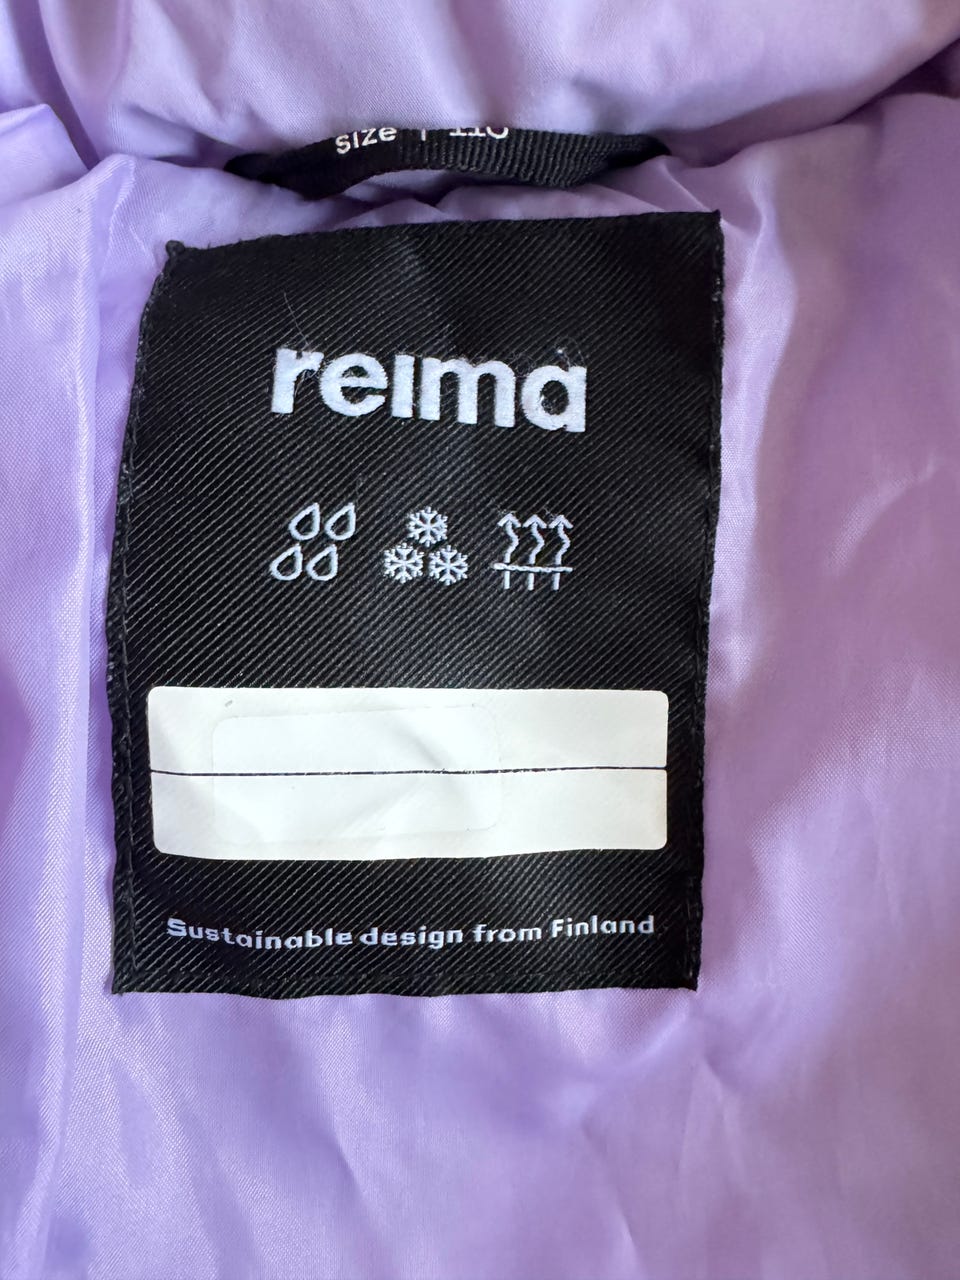 size | 110
reima
Sustainable design from Finland